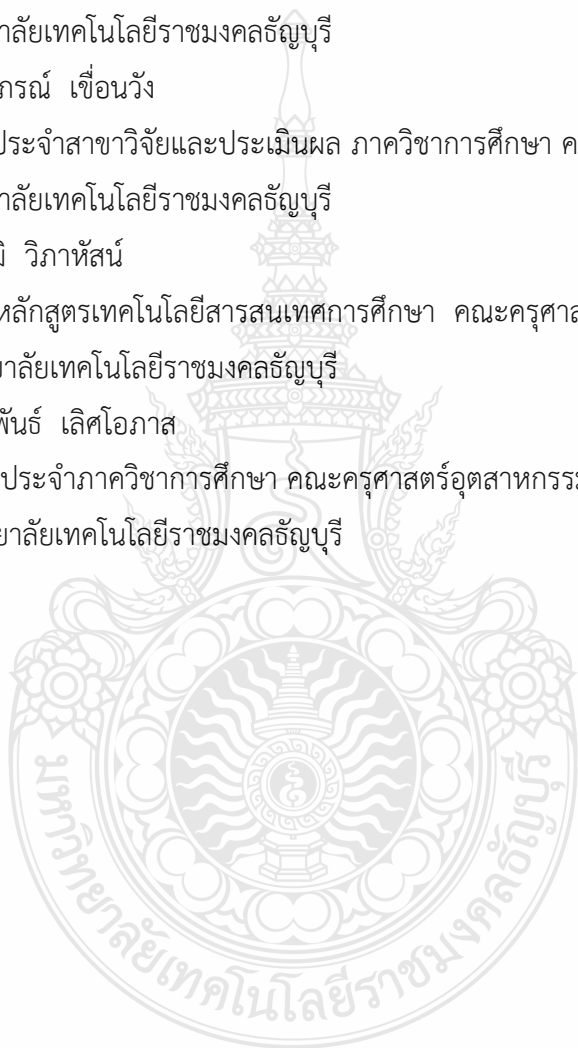 าลัยเทคโนโลยีราชมงคลธัญบุรี
ภรณ์ เขื่อนวัง
ประจำสาขาวิจัยและประเมินผล ภาควิชาการศึกษา ค
าลัยเทคโนโลยีราชมงคลธัญบุรี
มิ วิภาหัสน์
หลักสูตรเทคโนโลยีสารสนเทศการศึกษา คณะครุศาส
ยาลัยเทคโนโลยีราชมงคลธัญบุรี
พันธ์ เลิศโอภาส
ประจำภาควิชาการศึกษา คณะครุศาสตร์อุตสาหกรรม
ยาลัยเทคโนโลยีราชมงคลธัญบุรี
มหาวิทยาลัยเทคโนโลยีราชมงคลธัญบุรี